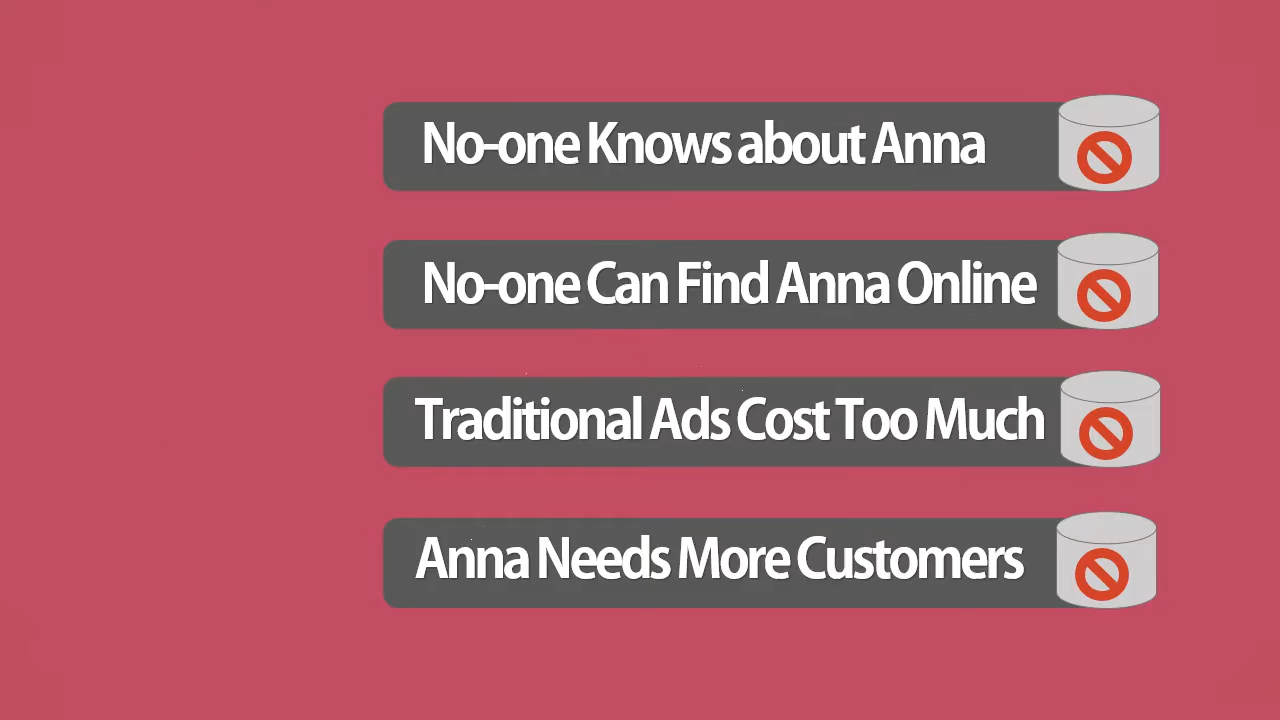 No-one Knows about Anna
No-one Can Find Anna Online
Traditional Ads Cost Too Much
Anna Needs More Customers